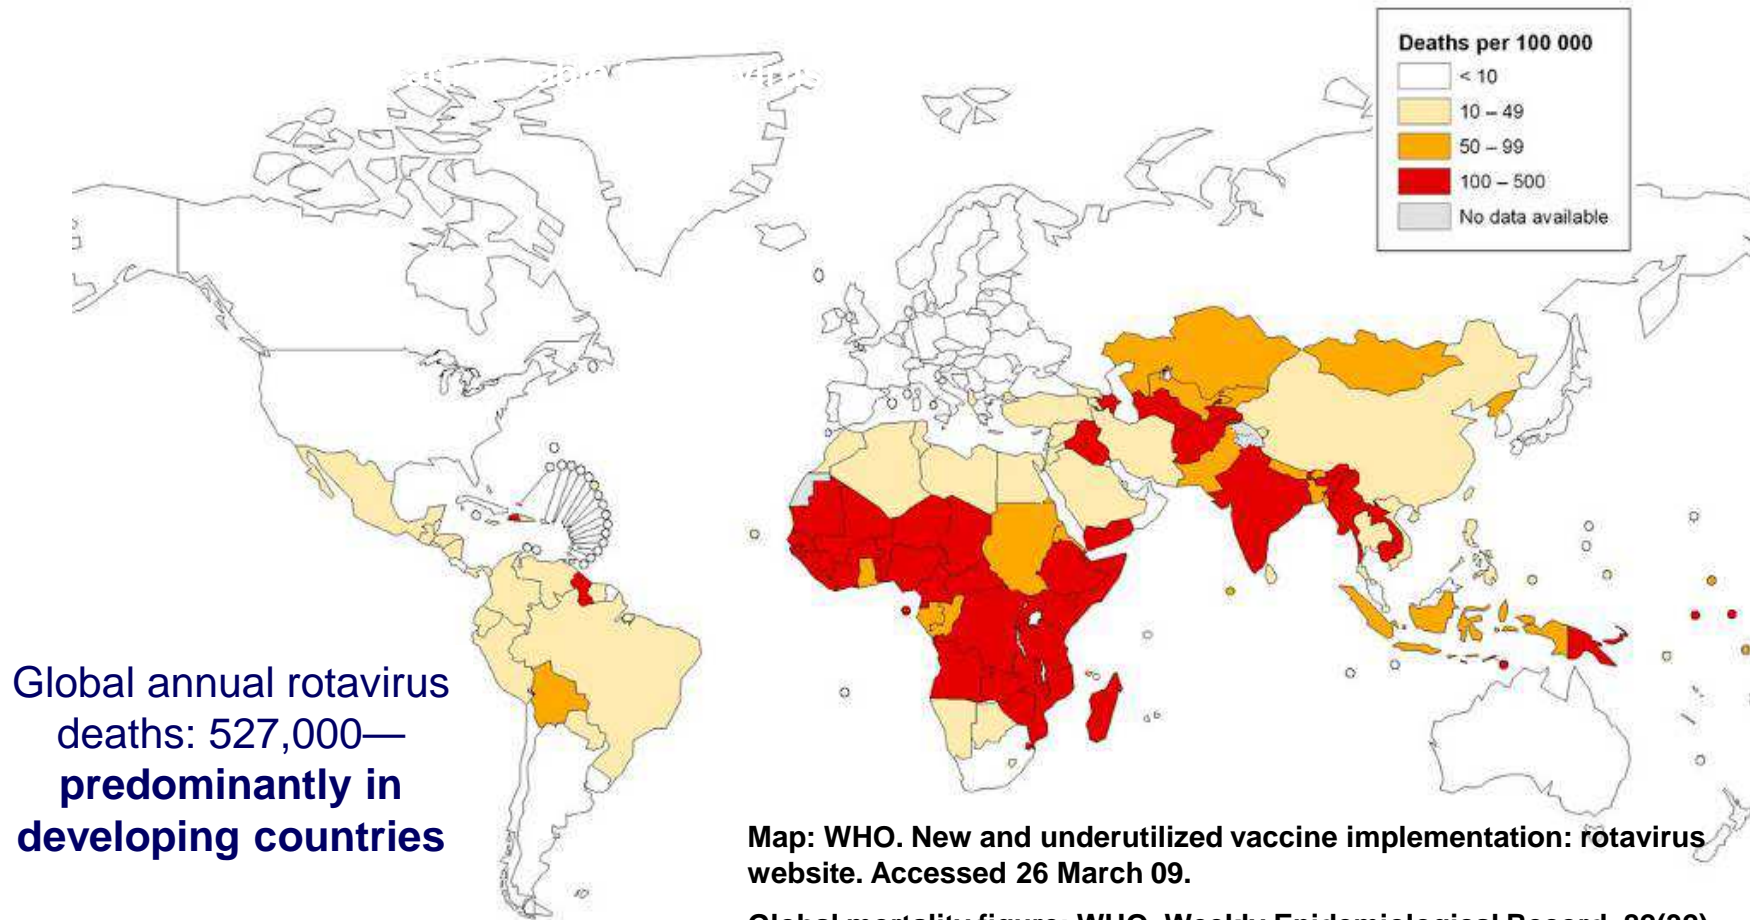 Deaths per 100 000
< 10
10 – 49
50 – 99
100 – 500
No data available
Global annual rotavirus
deaths: 527,000—
predominantly in
developing countries
Map: WHO. New and underutilized vaccine implementation: rotavirus
website. Accessed 26 March 09.